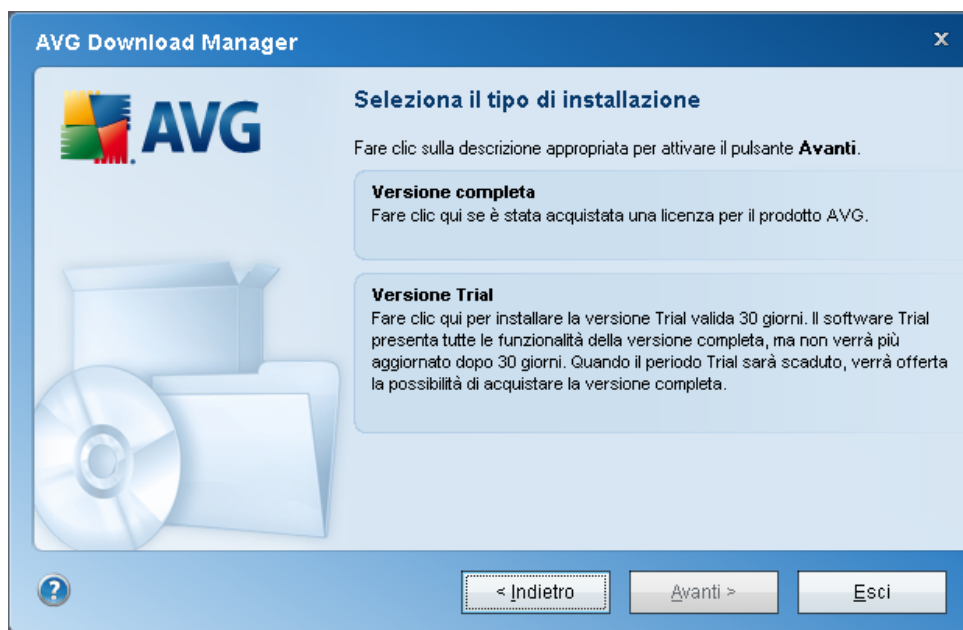 AVG Download Manager
x
AVG
Seleziona il tipo di installazione
Fare clic sulla descrizione appropriata per attivare il pulsante Avanti.
Versione completa
Fare clic qui se è stata acquistata una licenza per il prodotto AVG.
Versione Trial
Fare clic qui per installare la versione Trial valida 30 giorni. Il software Trial
presenta tutte le funzionalità della versione completa, ma non verrà più
aggiornato dopo 30 giorni. Quando il periodo Trial sarà scaduto, verrà offerta
la possibilità di acquistare la versione completa.
?
< Indietro
Avanti >
Esci